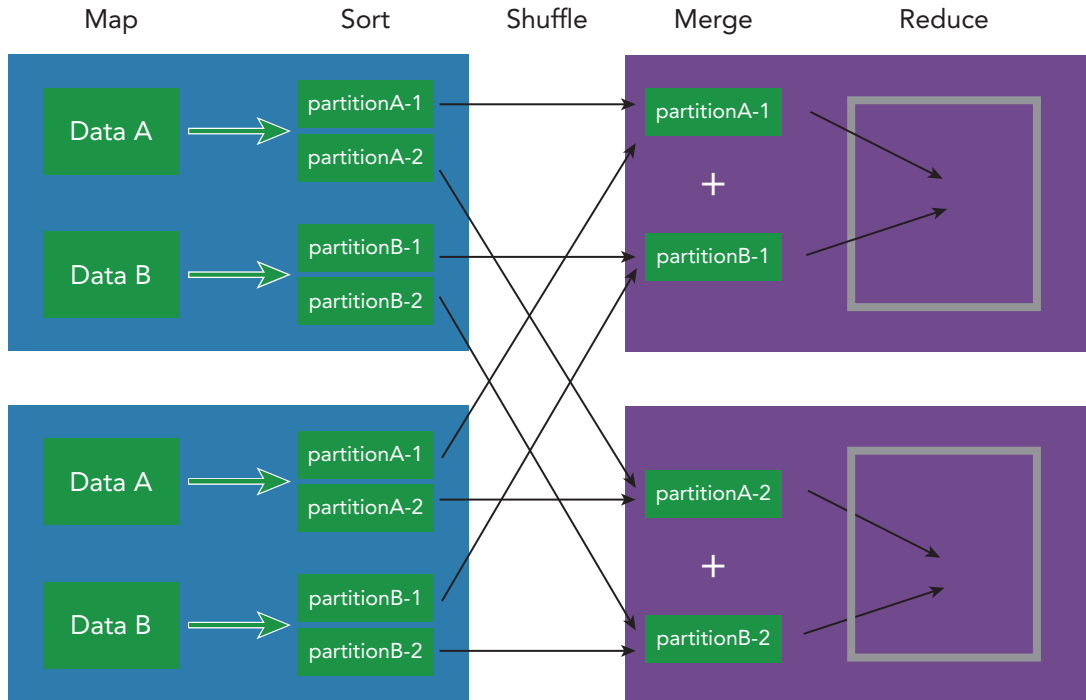 Map
Sort
Shuffle
Merge
Reduce
Data A
partitionA-1
partitionA-2
Data B
partitionB-1
partitionB-2
partitionA-1
+
partitionB-1
Data A
partitionA-1
partitionA-2
Data B
partitionB-1
partitionB-2
partitionA-2
+
partitionB-2